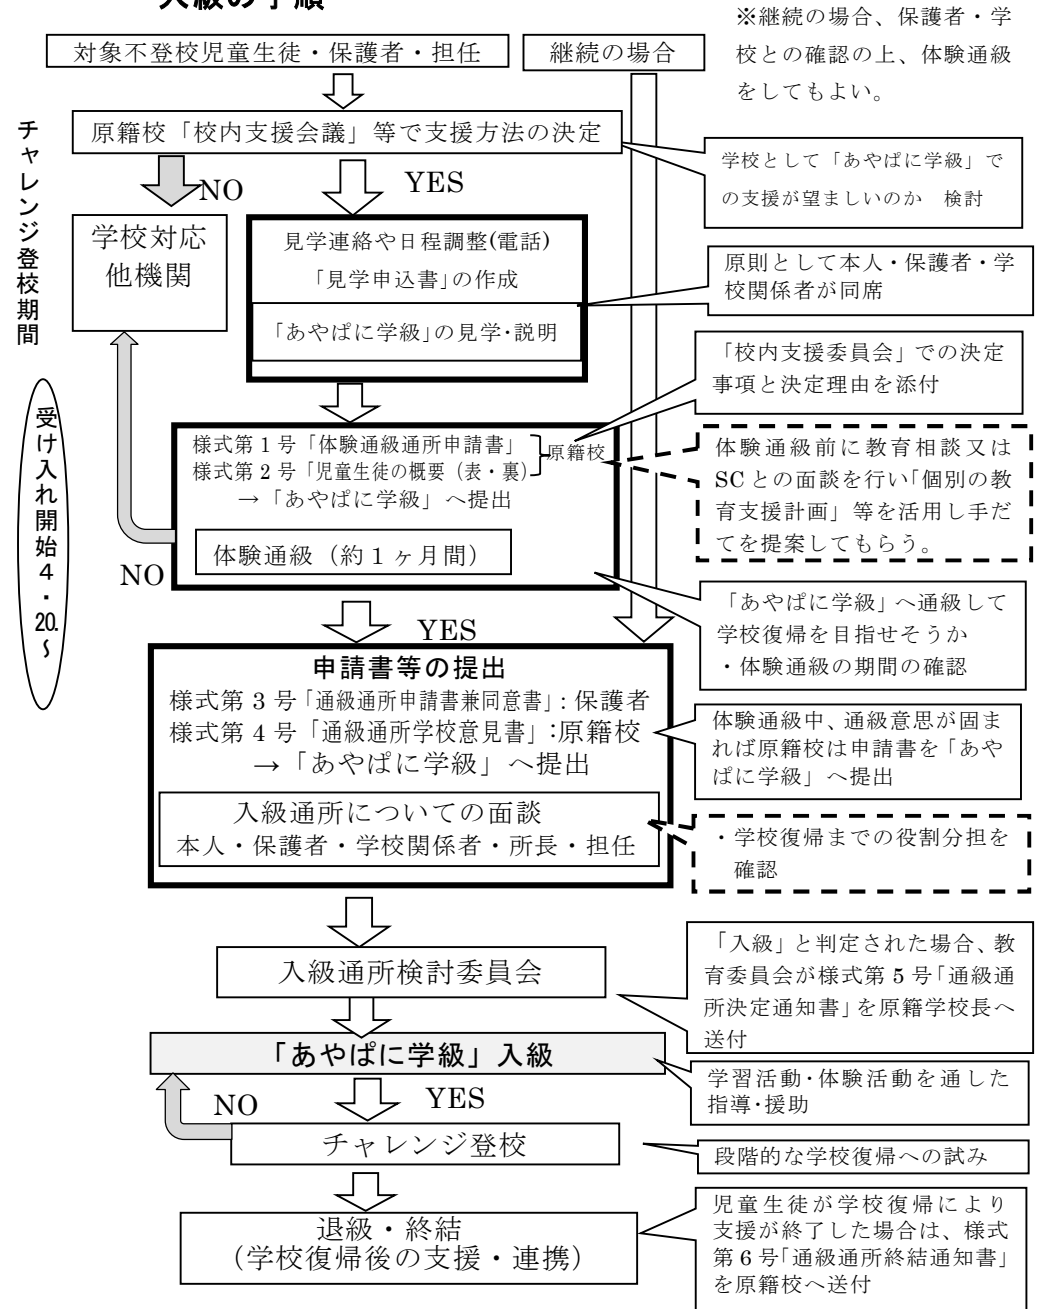 入級の手順
※継続の場合、保護者・学
校との確認の上、体験通級
をしてもよい。
対象不登校児童生徒・保護者・担任
継続の場合
チャレンジ登校期間
原籍校「校内支援会議」等で支援方法の決定
学校として「あやぱに学級」で
の支援が望ましいのか　検討
NO
YES
学校対応
他機関
見学連絡や日程調整(電話)
「見学申込書」の作成
「あやぱに学級」の見学・説明
原則として本人・保護者・学
校関係者が同席
「校内支援委員会」での決定
事項と決定理由を添付
受け入れ開始４・20.～
様式第１号「体験通級通所申請書」
様式第２号「児童生徒の概要（表・裏）
原籍校
→「あやぱに学級」へ提出
体験通級（約１ヶ月間）
体験通級前に教育相談又は
SCとの面談を行い「個別の教
育支援計画」等を活用し手だ
てを提案してもらう。
NO
YES
「あやぱに学級」へ通級して
学校復帰を目指せそうか
・体験通級の期間の確認
申請書等の提出
様式第３号「通級通所申請書兼同意書」：保護者
様式第４号「通級通所学校意見書」：原籍校
→「あやぱに学級」へ提出
体験通級中、通級意思が固ま
れば原籍校は申請書を「あや
ぱに学級」へ提出
入級通所についての面談
本人・保護者・学校関係者・所長・担任
・学校復帰までの役割分担を
確認
入級通所検討委員会
「入級」と判定された場合、教
育委員会が様式第５号「通級通
所決定通知書」を原籍学校長へ
送付
「あやぱに学級」入級
学習活動・体験活動を通した
指導・援助
NO
YES
チャレンジ登校
段階的な学校復帰への試み
退級・終結
（学校復帰後の支援・連携）
児童生徒が学校復帰により
支援が終了した場合は、様式
第６号「通級通所終結通知書」
を原籍校へ送付